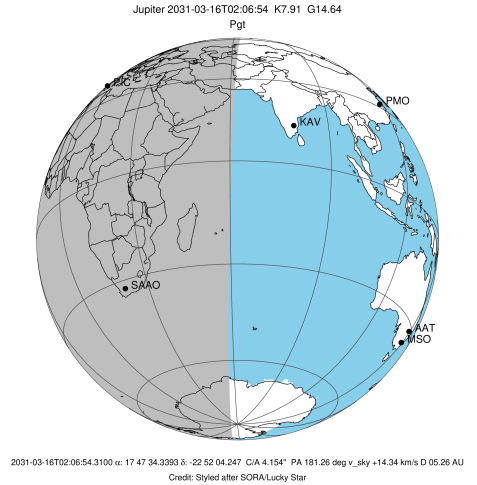 Jupiter 2031-03-16T02:06:54 K7.91 G14.64
Pgt
PIC
PMO
KAV
SAAO
AAT
MSO
2031-03-16T02:06:54.3100 α: 17 47 34.3393 δ: -22 52 04.247 C/A 4.154" PA 181.26 deg v_sky +14.34 km/s D 05.26 AU
Credit: Styled after SORA/Lucky Star